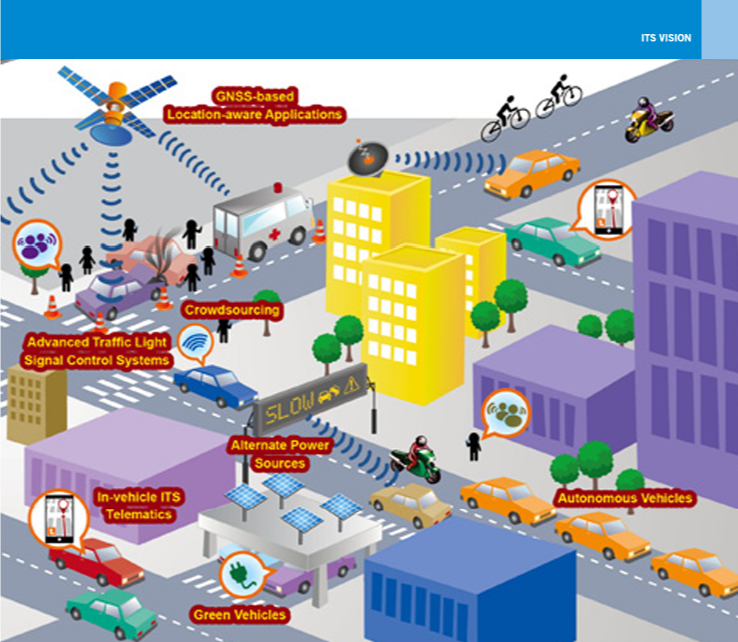 ITS VISION
GNSS-based
Location-aware Applications
Crowdsourcing
Advanced Traffic Light
Signal Control Systems
SLOW
Alternate Power
Sources
In-vehicle ITS
Telematics
Autonomous Vehicles
Green Vehicles